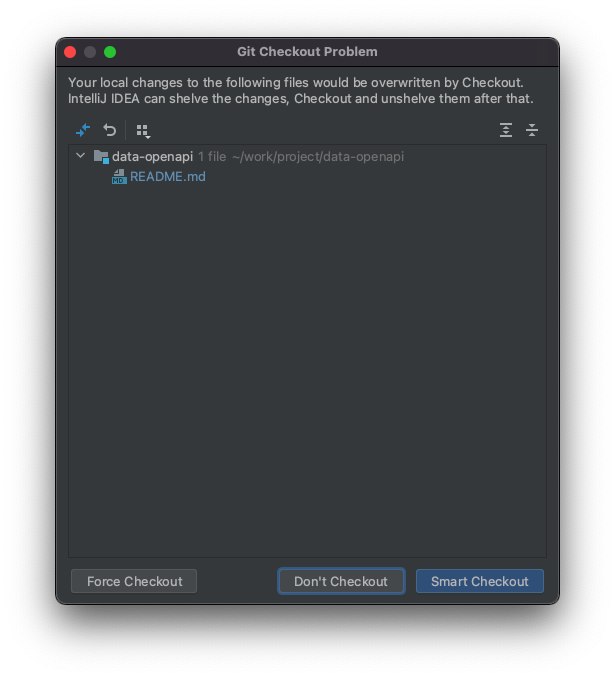 Git Checkout Problem
Your local changes to the following files would be overwritten by Checkout.
IntelliJ IDEA can shelve the changes, Checkout and unshelve them after that.
data-openapi 1 file ~/work/project/data-openapi
MD README.md
Force Checkout Don't Checkout Smart Checkout